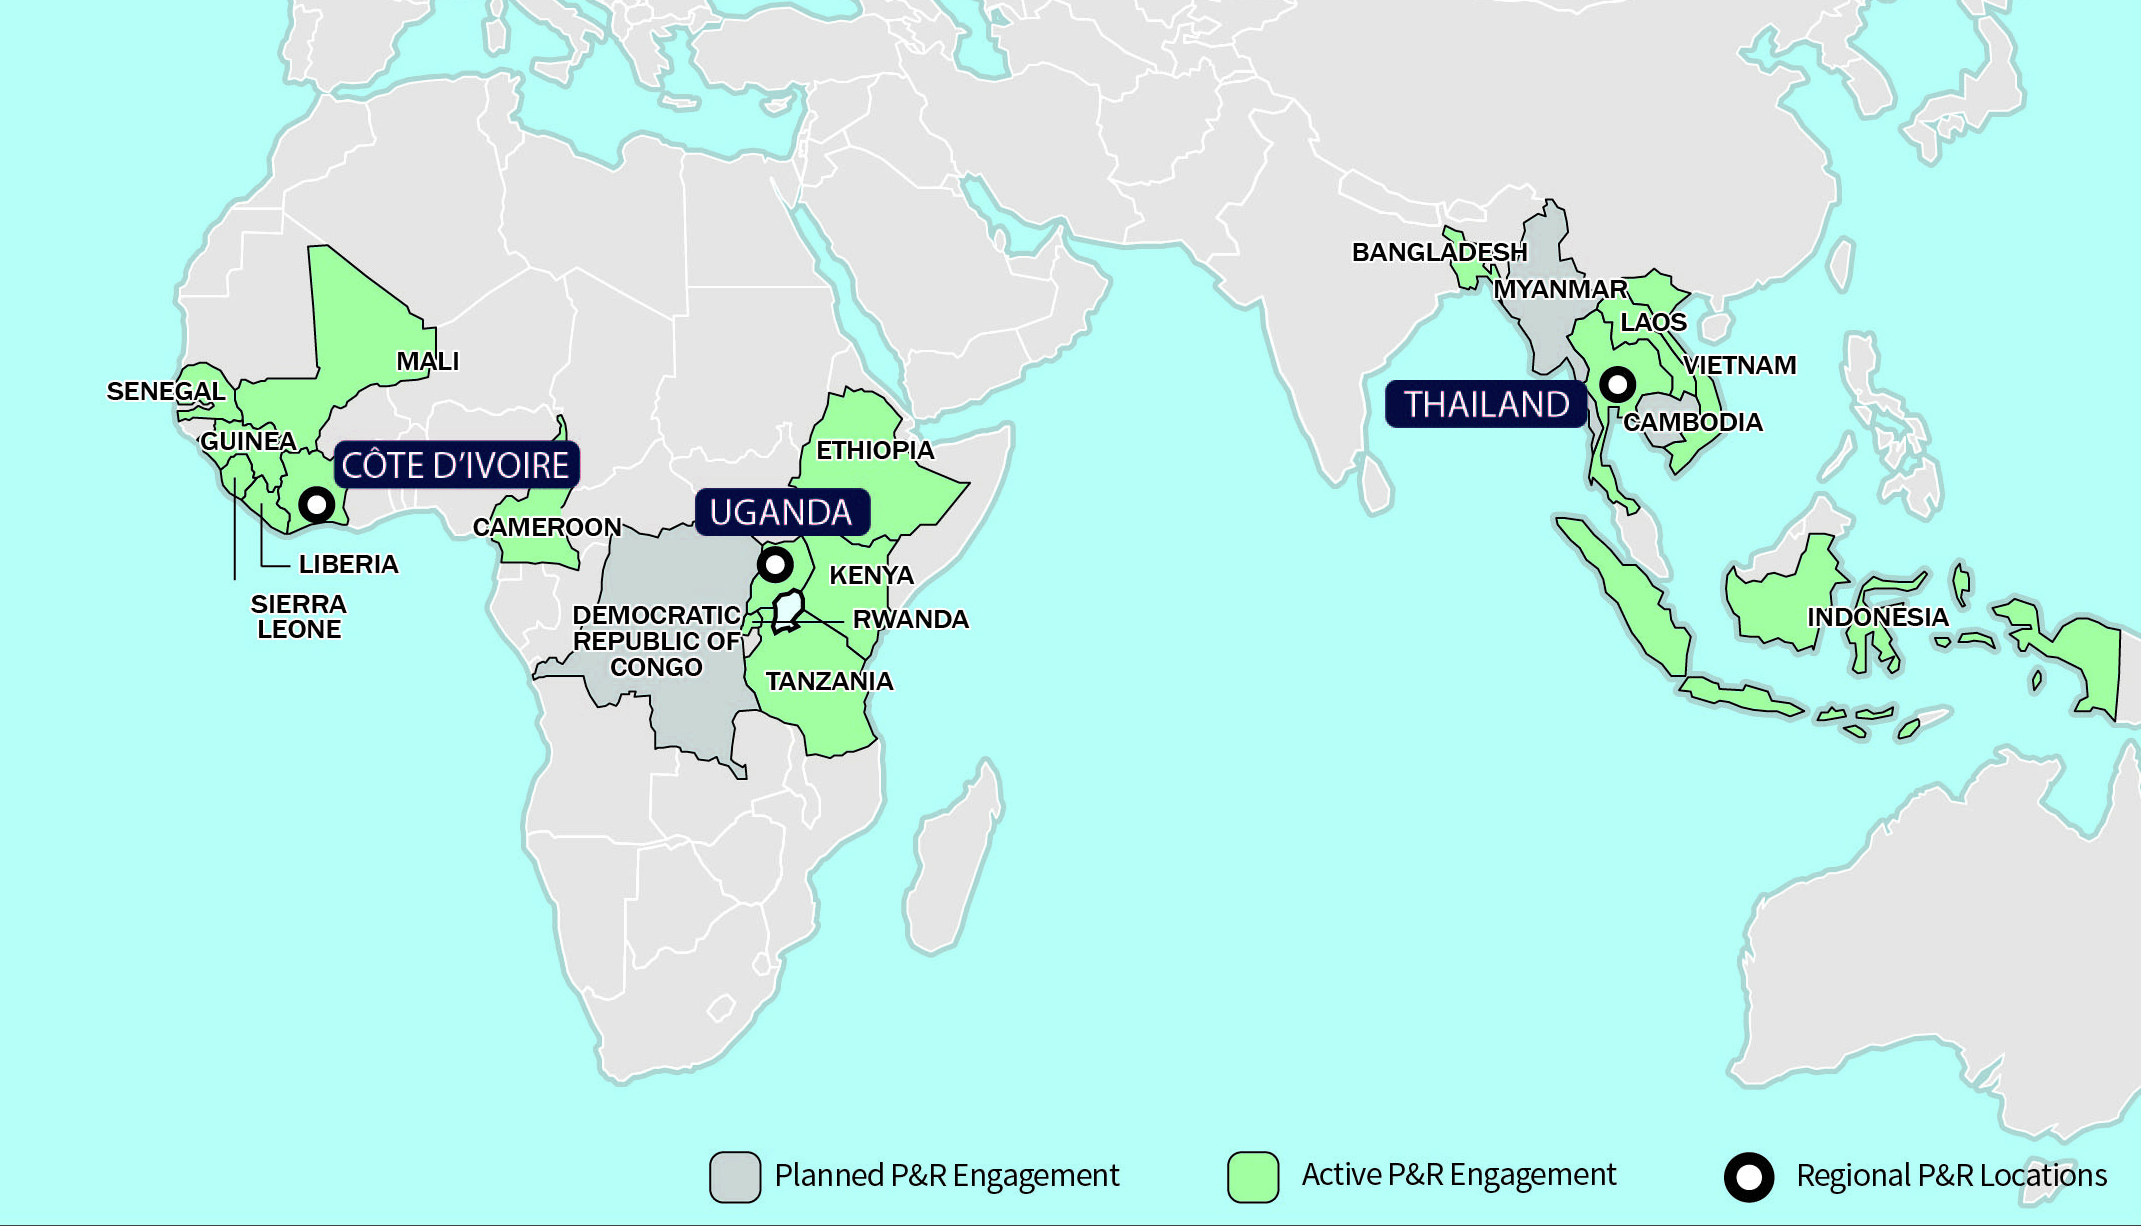 BANGLADESH
MYANMAR
LAOS
MALI
VIETNAM
SENEGAL
THAILAND
CAMBODIA
GUINEA
ETHIOPIA
CÔTE D'IVOIRE
UGANDA
CAMEROON
LIBERIA
KENYA
SIERRA
LEONE
DEMOCRATIC
REPUBLIC OF
CONGO
RWANDA
INDONESIA
TANZANIA
Planned P&R Engagement
Active P&R Engagement
Regional P&R Locations